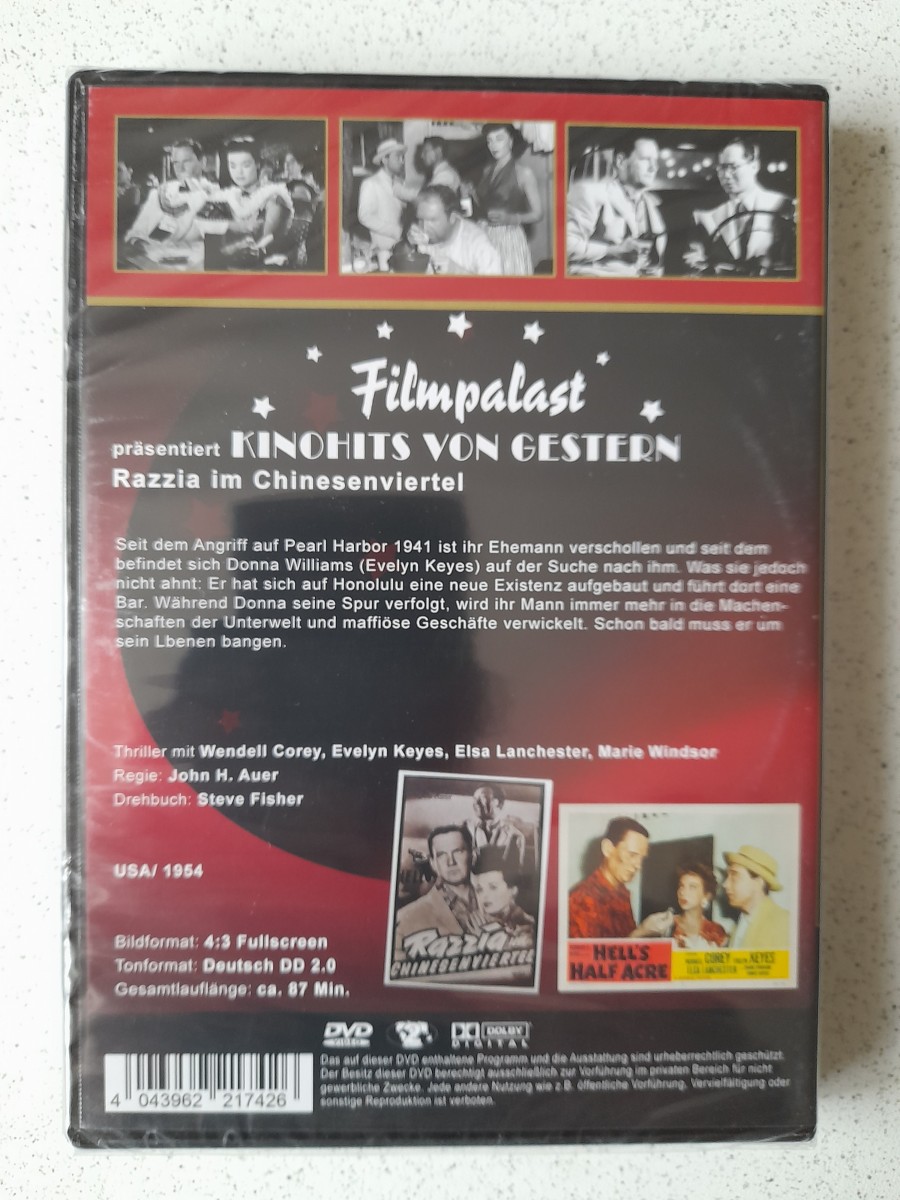 Filmpalast
präsentiert KINOHITS VON GESTERN
Razzia im Chinesenviertel
Seit dem Angriff auf Pearl Harbor 1941 ist ihr Ehemann verschollen und seit dem
befindet sich Donna Williams (Evelyn Keyes) auf der Suche nach ihm. Was sie jedoch
nicht ahnt: Er hat sich auf Honolulu eine neue Existenz aufgebaut und führt dort eine
Bar. Während Donna seine Spur verfolgt, wird ihr Mann immer mehr in die Machen-
schaften der Unterwelt und maffiöse Geschäfte verwickelt. Schon bald muss er um
sein Lbenen bangen.
Thriller mit Wendell Corey, Evelyn Keyes, Elsa Lanchester, Marie Windsor
Regie: John H. Auer
Drehbuch: Steve Fisher
USA/ 1954
Bildformat: 4:3 Fullscreen
Tonformat: Deutsch DD 2.0
Gesamtlauflänge: ca. 87 Min.
Razzia im
CHINESENVIERTEL
HELL'S
HALF ACRE
COREY EVELYN KEYES
ELSA LANCHESTER
DVD
VIDEO
2
DOLBY
DIGITAL
Das auf dieser DVD enthaltene Programm und die Ausstattung sind urheberrechtlich geschützt.
Der Besitz dieser DVD berechtigt ausschließlich zur Vorführung im privaten Bereich für nicht
gewerbliche Zwecke. Jede andere Nutzung wie z.B. öffentliche Vorführung, Vervielfältigung oder
sonstige Reproduktion ist verboten.
4 043962 217426